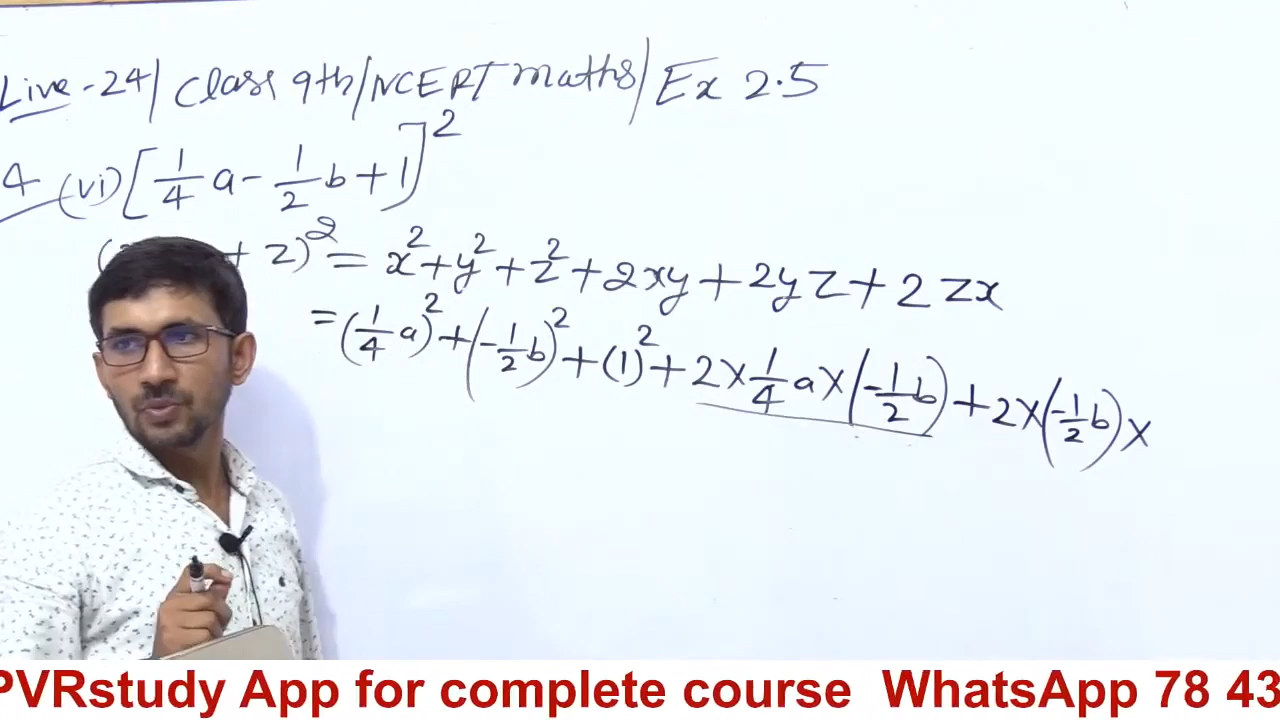 Live-24/ Class 9th/NCERT maths/ Ex 2.5
4 (vi) [1/4 a - 1/2 b + 1]²
( + z)² = x² + y² + z² + 2xy + 2yz + 2zx
= (1/4 a)² + (-1/2 b)² + (1)² + 2 × 1/4 a × (-1/2 b) + 2 × (-1/2 b) ×
PVRstudy App for complete course WhatsApp 78 43